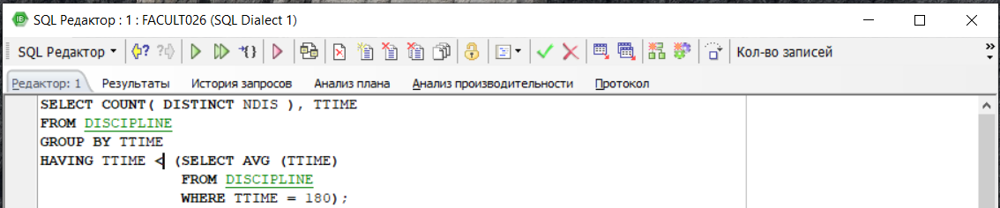 SQL Редактор : 1 : FACULT026 (SQL Dialect 1)
SQL Редактор Кол-во записей
Редактор: 1 Результаты История запросов Анализ плана Анализ производительности Протокол
SELECT COUNT( DISTINCT NDIS ), TTIME
FROM DISCIPLINE
GROUP BY TTIME
HAVING TTIME < (SELECT AVG (TTIME)
FROM DISCIPLINE
WHERE TTIME = 180);